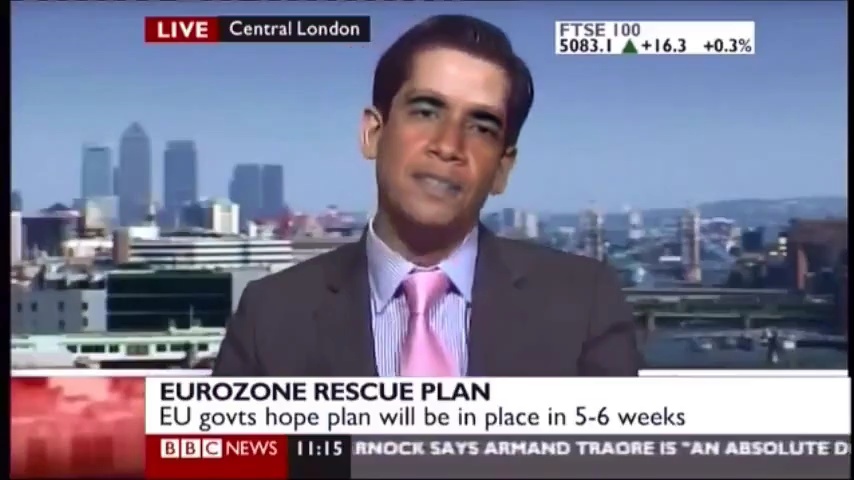 LIVE Central London
FTSE 100
5083.1 ▲ +16.3 +0.3%
EUROZONE RESCUE PLAN
EU govts hope plan will be in place in 5-6 weeks
BBC NEWS 11:15 RNOCK SAYS ARMAND TRAORE IS "AN ABSOLUTE D